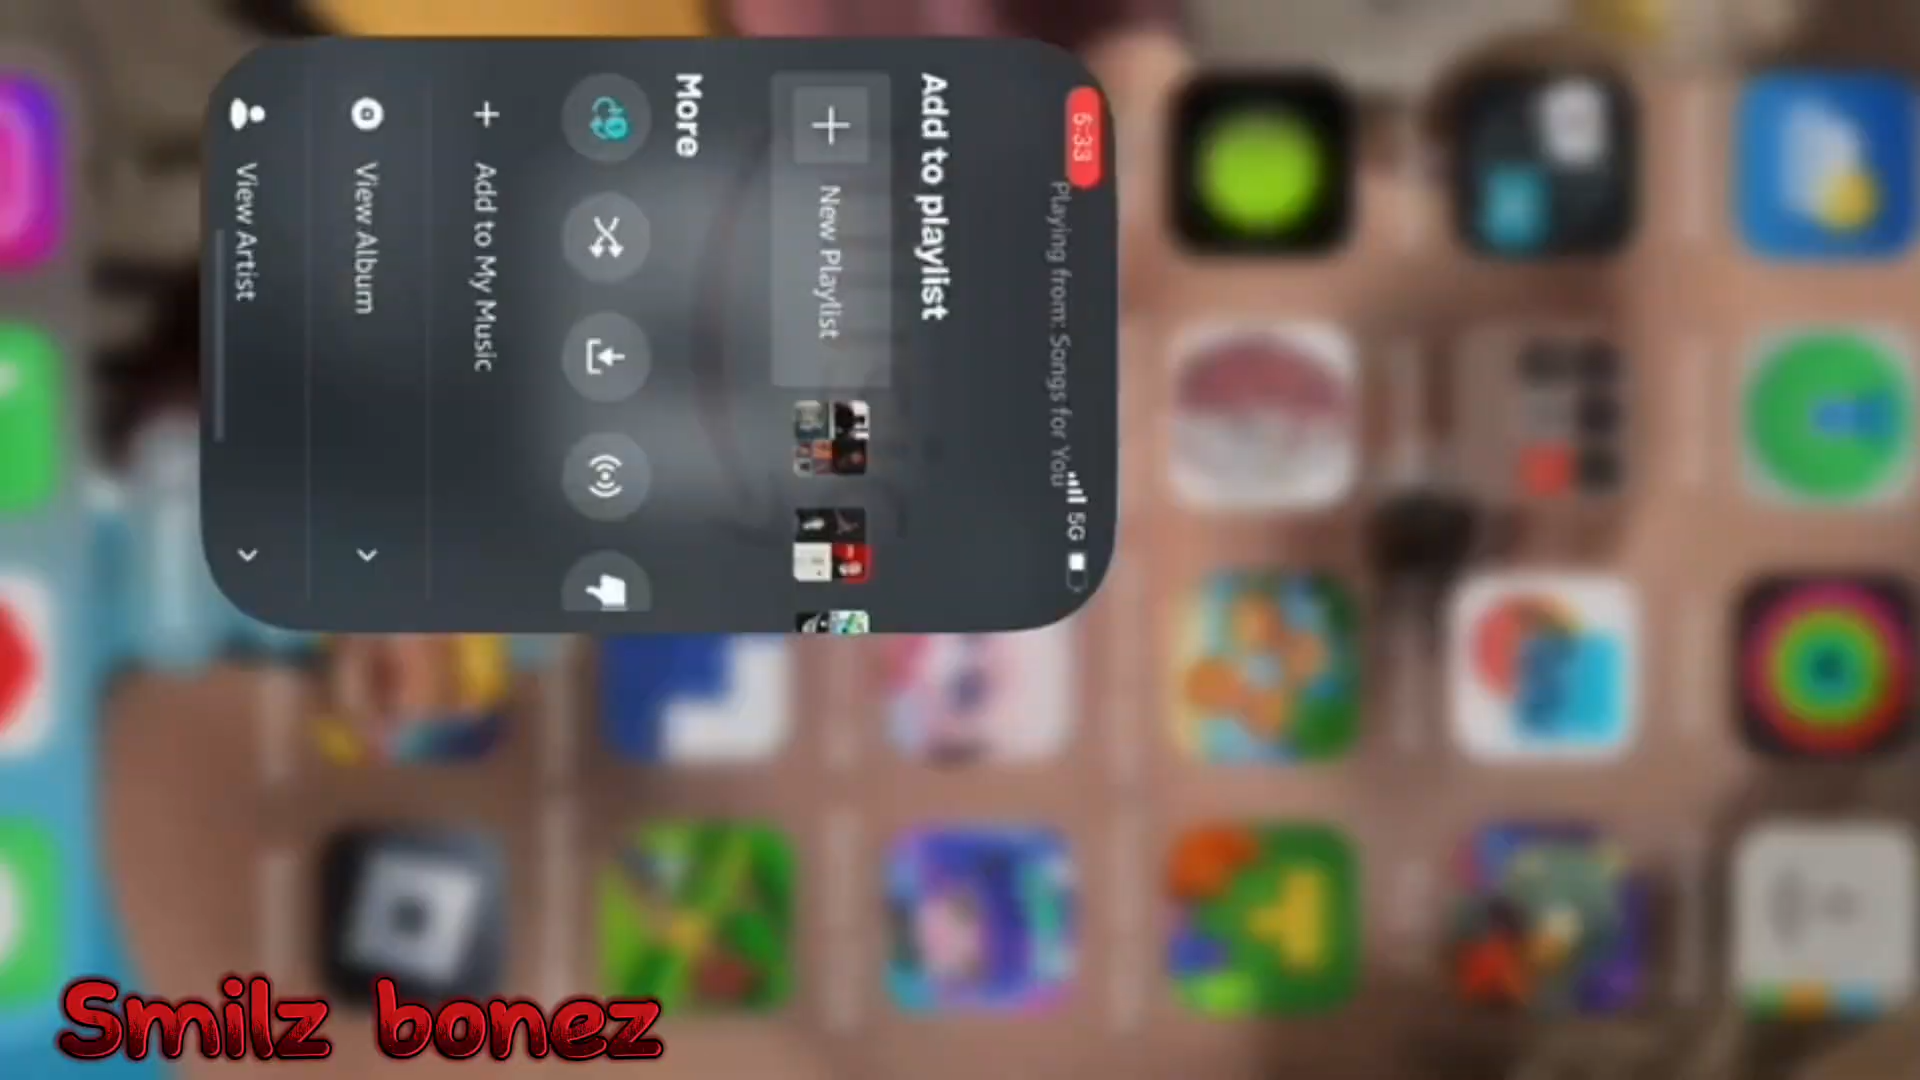 5:33
5G
Playing from: Songs for You
Add to playlist
New Playlist
More
Add to My Music
View Album
View Artist
Smilz bonez